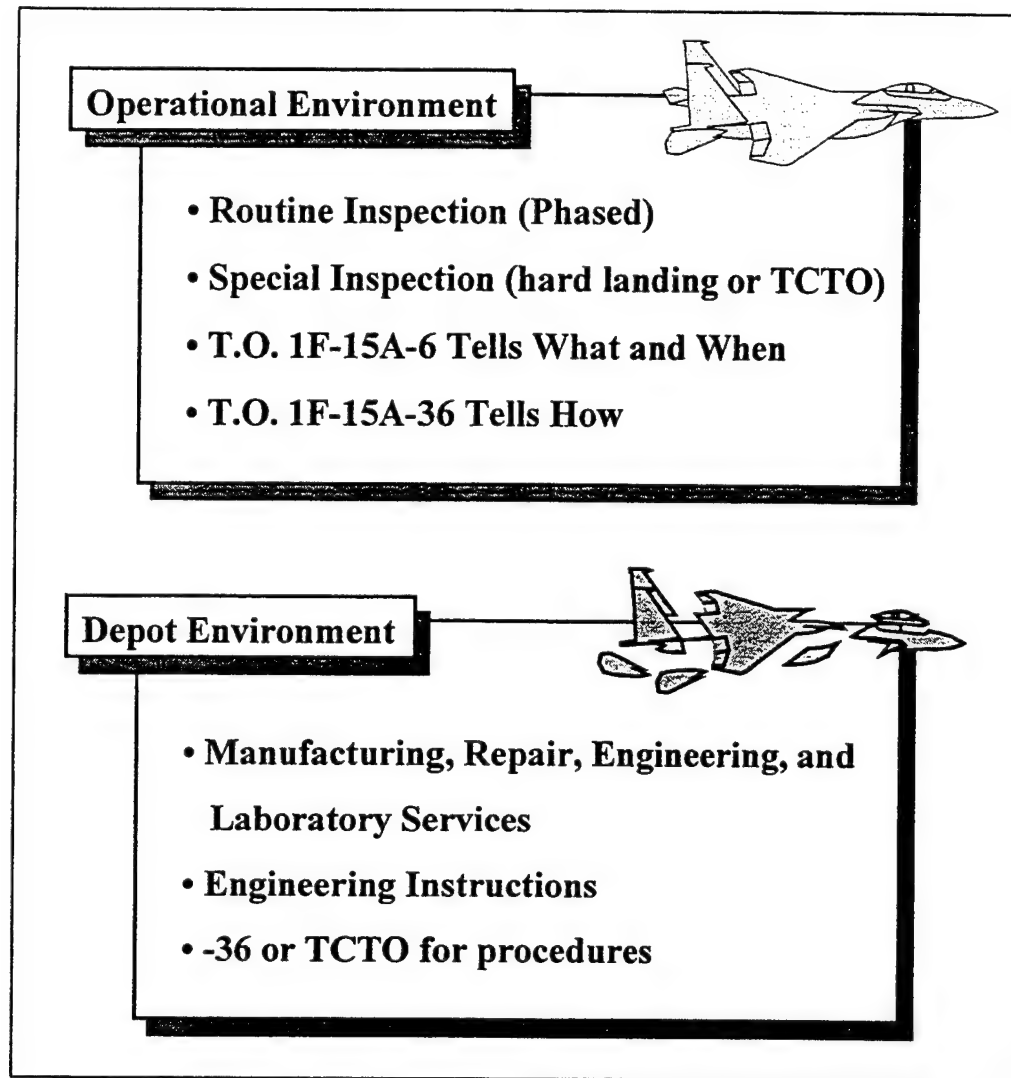 Operational Environment
• Routine Inspection (Phased)
• Special Inspection (hard landing or TCTO)
• T.O. 1F-15A-6 Tells What and When
• T.O. 1F-15A-36 Tells How
Depot Environment
• Manufacturing, Repair, Engineering, and
Laboratory Services
• Engineering Instructions
• -36 or TCTO for procedures